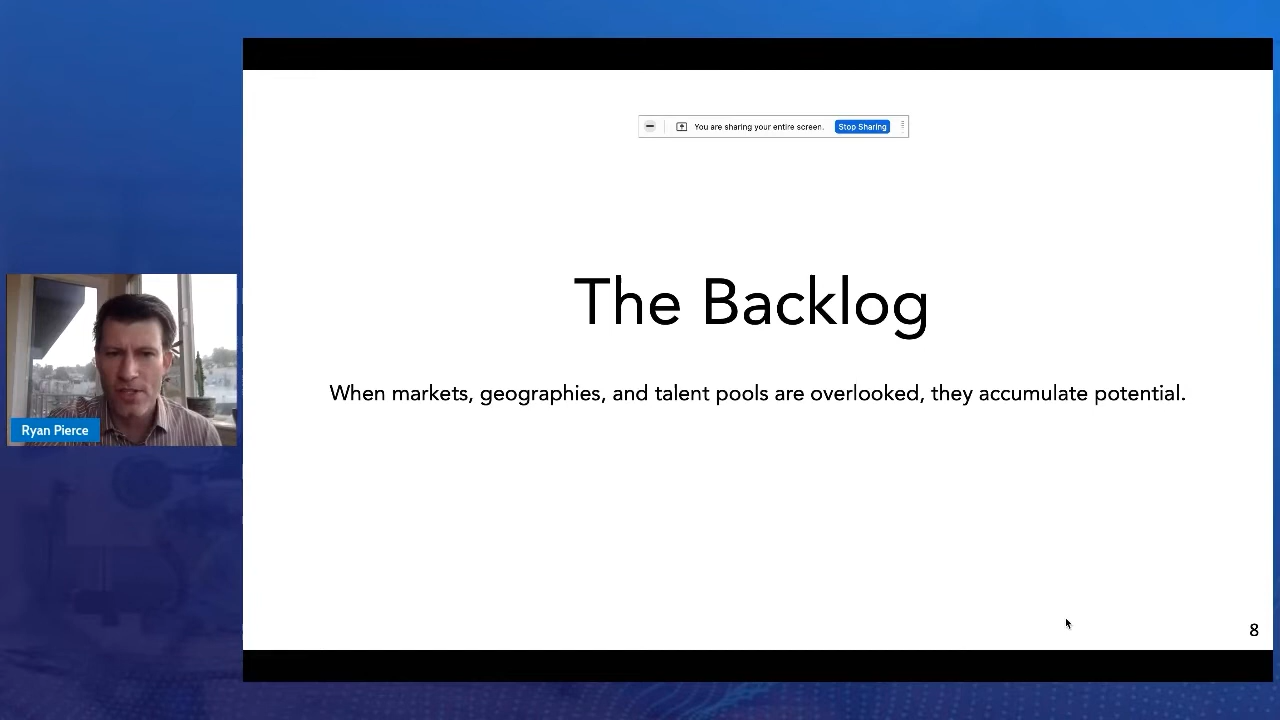 You are sharing your entire screen. Stop Sharing
The Backlog
When markets, geographies, and talent pools are overlooked, they accumulate potential.
Ryan Pierce
8